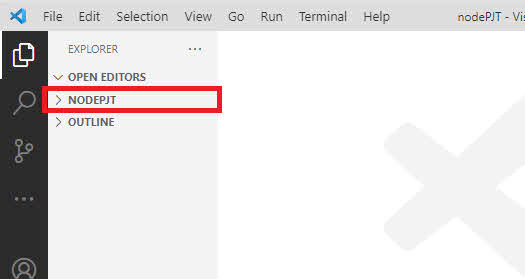 File Edit Selection View Go Run Terminal Help nodePJT - Vis
EXPLORER ...
OPEN EDITORS
NODEPJT
OUTLINE